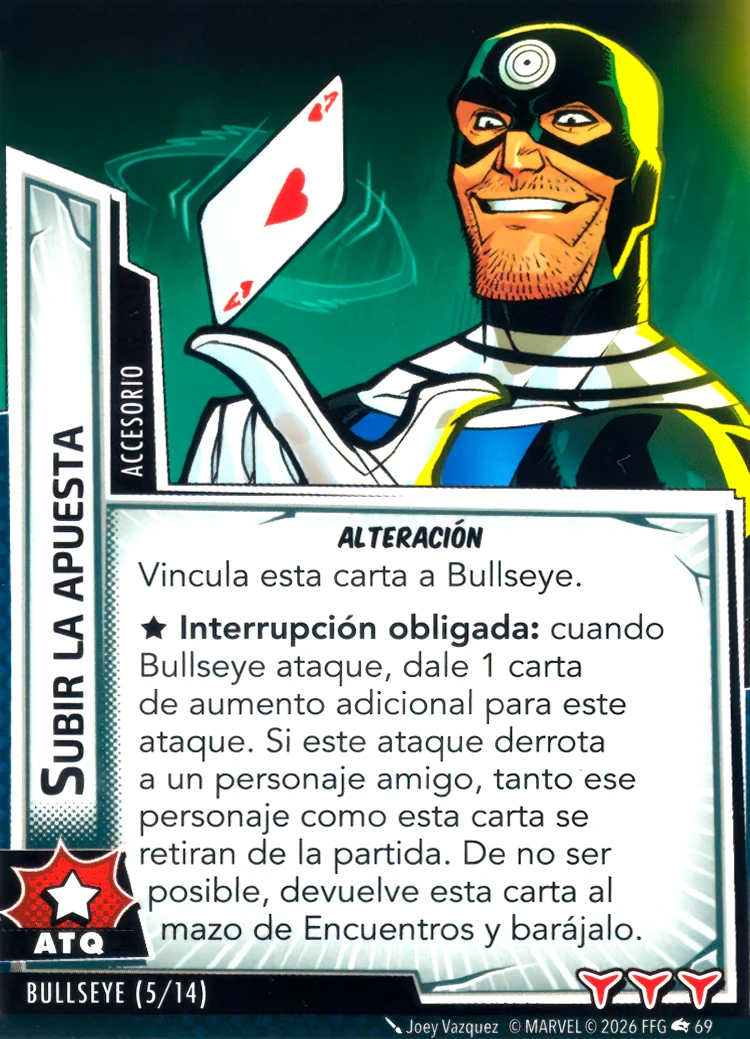 A
A
ACCESORIO
SUBIR LA APUESTA
ALTERACIÓN
Vincula esta carta a Bullseye.
★ Interrupción obligada: cuando
Bullseye ataque, dale 1 carta
de aumento adicional para este
ataque. Si este ataque derrota
a un personaje amigo, tanto ese
personaje como esta carta se
retiran de la partida. De no ser
posible, devuelve esta carta al
mazo de Encuentros y barájalo.
ATQ
BULLSEYE (5/14)
Joey Vazquez © MARVEL © 2026 FFG 69